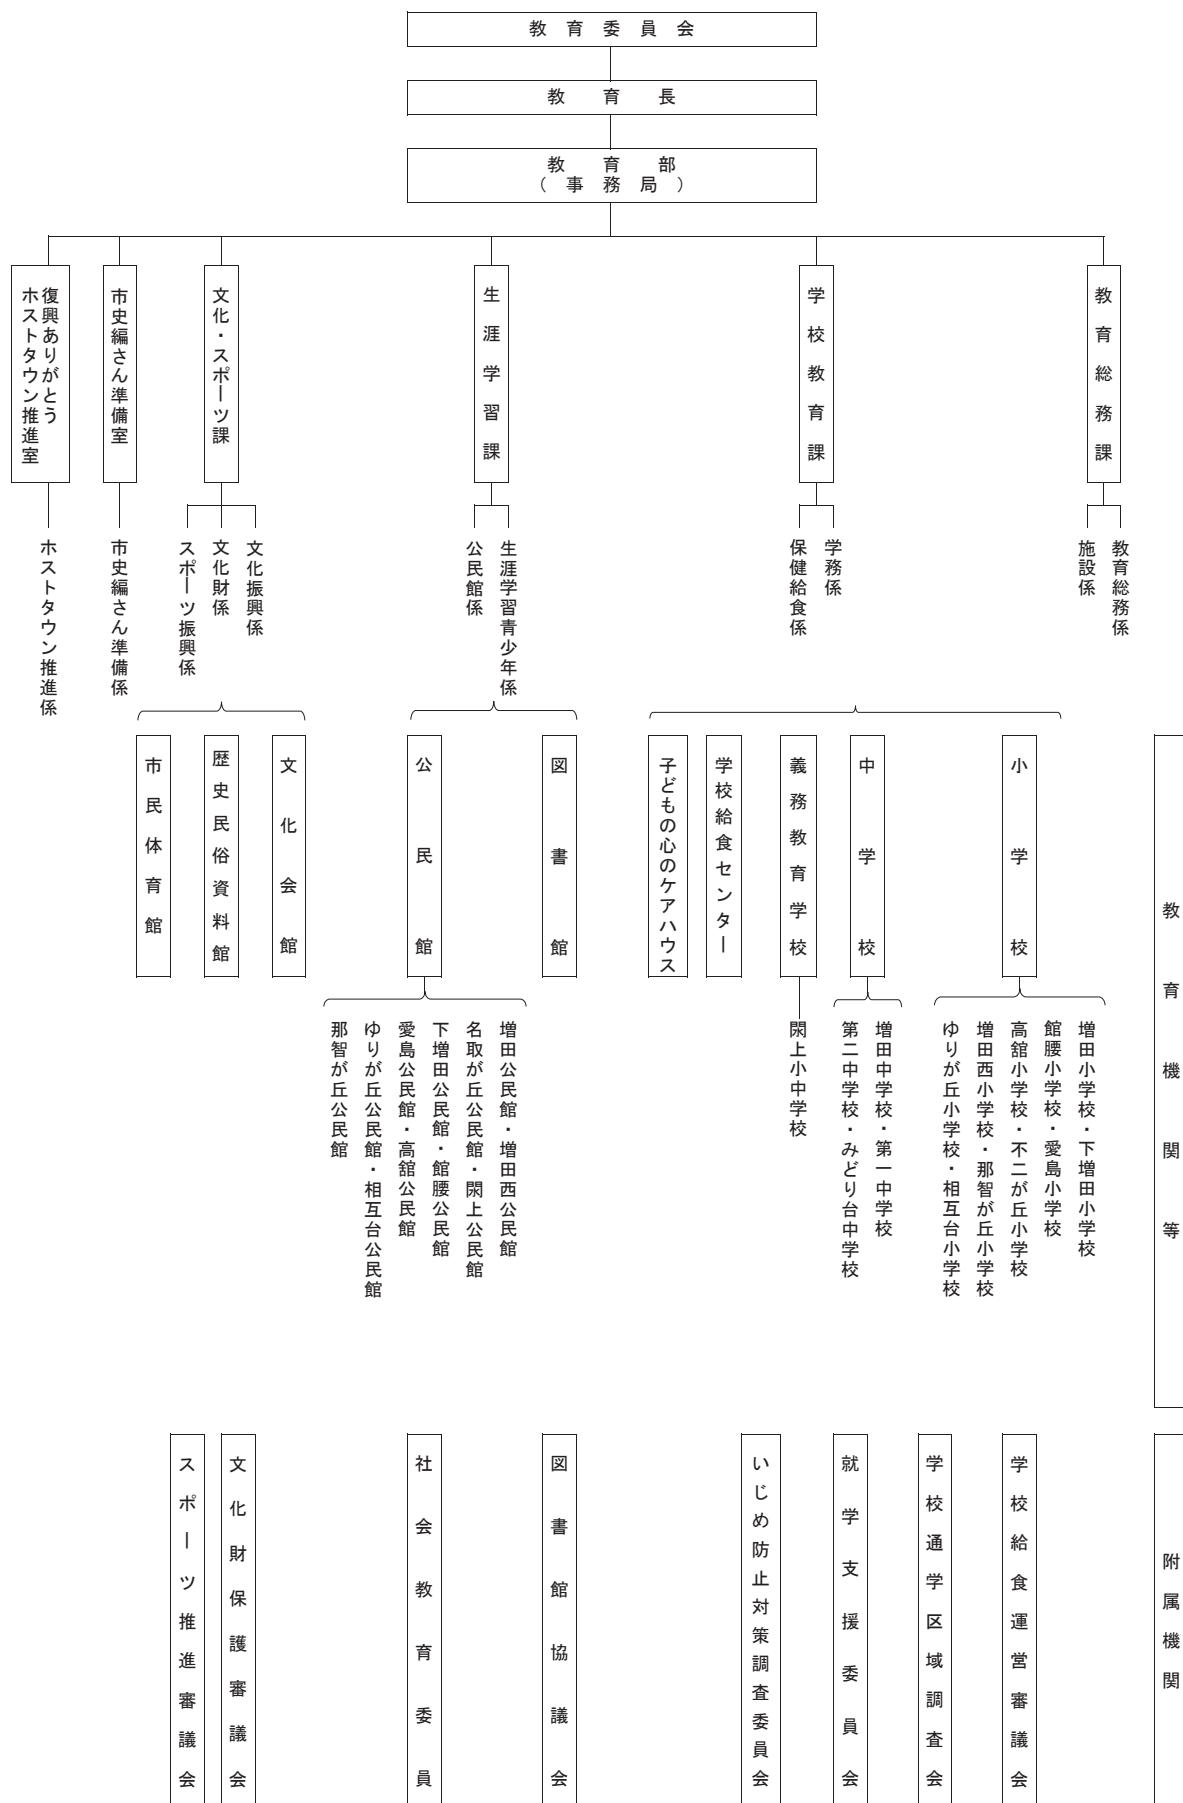 教育委員会
教育長
教育部
(事務局)
教育総務課
学校教育課
生涯学習課
文化・スポーツ課
市史編さん準備室
復興ありがとう
ホストタウン推進室
教育総務係
施設係
学務係
保健給食係
生涯学習青少年係
公民館係
文化振興係
文化財係
スポーツ振興係
市史編さん準備係
ホストタウン推進係
教育機関等
小学校
中学校
義務教育学校
学校給食センター
子どもの心のケアハウス
図書館
公民館
文化会館
歴史民俗資料館
市民体育館
増田小学校・下増田小学校
館腰小学校・愛島小学校
高舘小学校・不二が丘小学校
増田西小学校・那智が丘小学校
ゆりが丘小学校・相互台小学校
増田中学校・第一中学校
第二中学校・みどり台中学校
閖上小中学校
増田公民館・増田西公民館
名取が丘公民館・閖上公民館
下増田公民館・館腰公民館
愛島公民館・高舘公民館
ゆりが丘公民館・相互台公民館
那智が丘公民館
附属機関
学校給食運営審議会
学校通学区域調査会
就学支援委員会
いじめ防止対策調査委員会
図書館協議会
社会教育委員
文化財保護審議会
スポーツ推進審議会